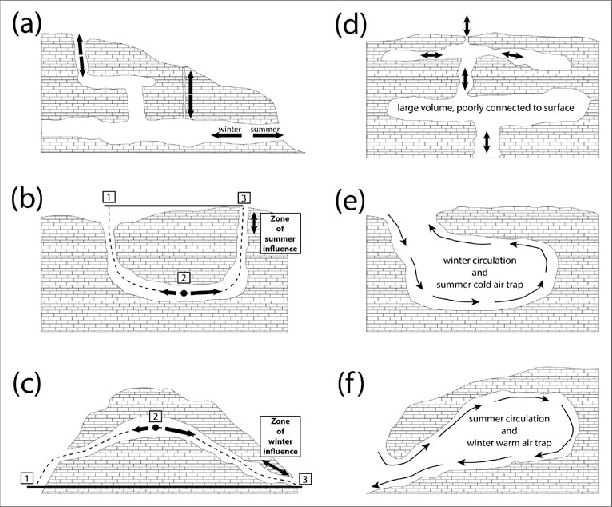 (a)
winter summer
(b)
1
3
2
Zone
of
summer
influence
(c)
2
1
3
Zone
of
winter
influence
(d)
large volume, poorly connected to surface
(e)
winter circulation
and
summer cold air trap
(f)
summer circulation
and
winter warm air trap